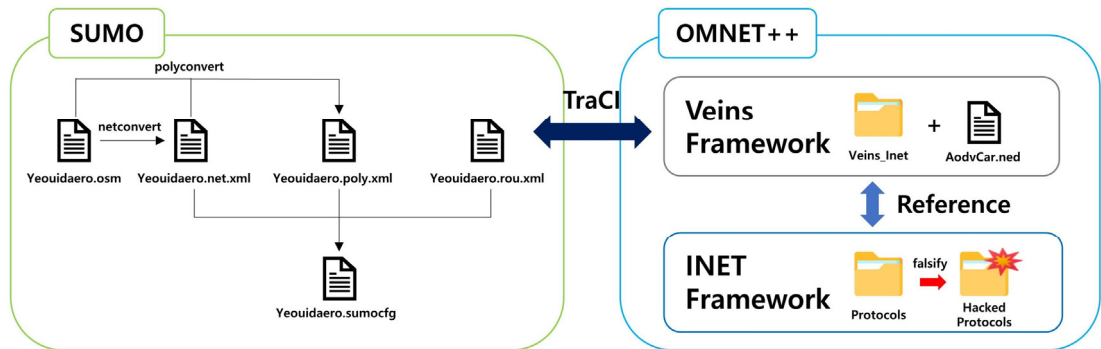 SUMO
polyconvert
netconvert
Yeouidaero.osm
Yeouidaero.net.xml
Yeouidaero.poly.xml
Yeouidaero.rou.xml
Yeouidaero.sumocfg
TraCI
OMNET++
Veins
Framework
Veins_Inet
+
AodvCar.ned
Reference
INET
Framework
Protocols
falsify
Hacked
Protocols